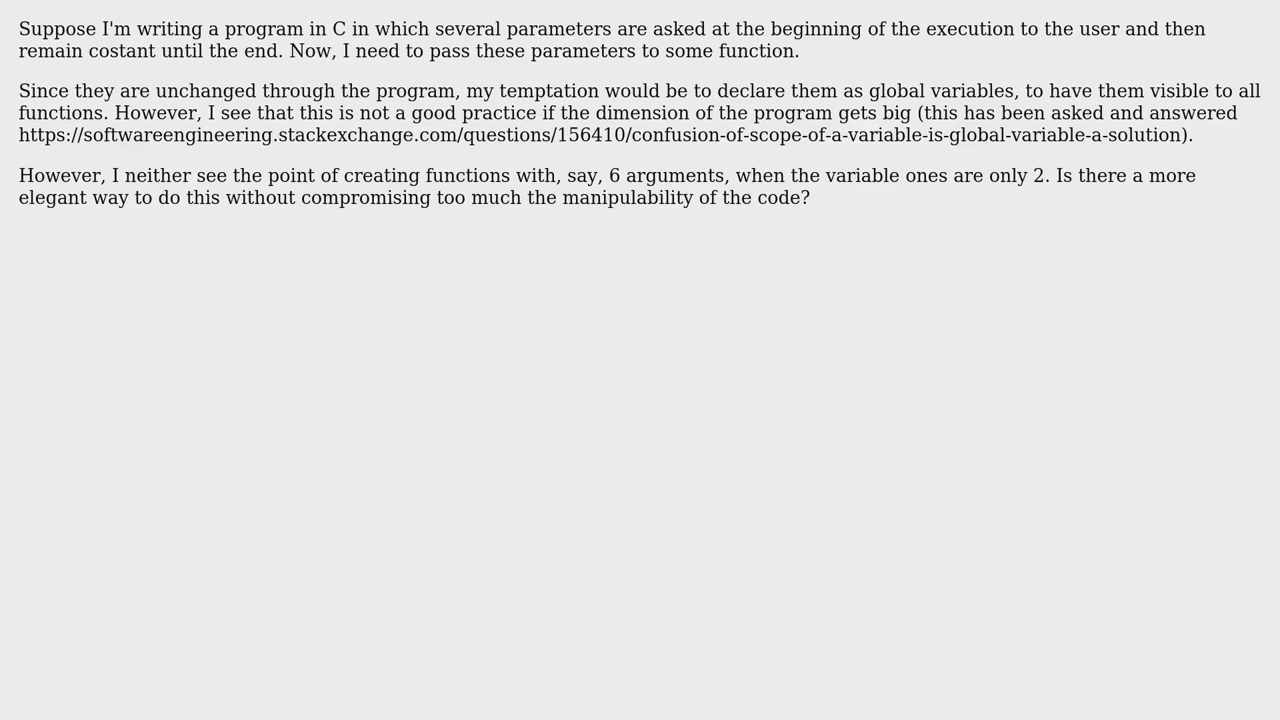 Suppose I'm writing a program in C in which several parameters are asked at the beginning of the execution to the user and then
remain costant until the end. Now, I need to pass these parameters to some function.
Since they are unchanged through the program, my temptation would be to declare them as global variables, to have them visible to all
functions. However, I see that this is not a good practice if the dimension of the program gets big (this has been asked and answered
https://softwareengineering.stackexchange.com/questions/156410/confusion-of-scope-of-a-variable-is-global-variable-a-solution).
However, I neither see the point of creating functions with, say, 6 arguments, when the variable ones are only 2. Is there a more
elegant way to do this without compromising too much the manipulability of the code?